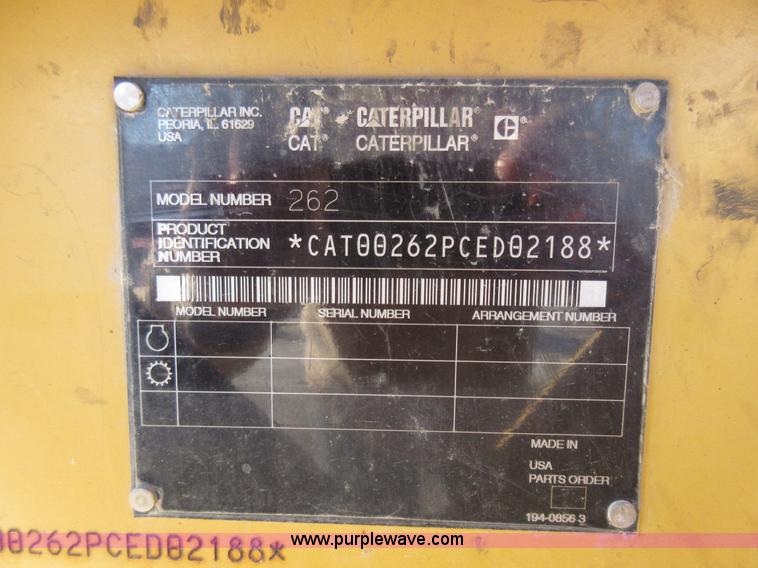 CATERPILLAR INC.
PEORIA, IL 61629
USA
CAT® CATERPILLAR®
CAT® CATERPILLAR® C®
MODEL NUMBER 262
PRODUCT
IDENTIFICATION
NUMBER
*CAT00262PCED02188*
MODEL NUMBER SERIAL NUMBER ARRANGEMENT NUMBER
MADE IN
USA
PARTS ORDER
194-0856 3
00262PCED02188*
www.purplewave.com